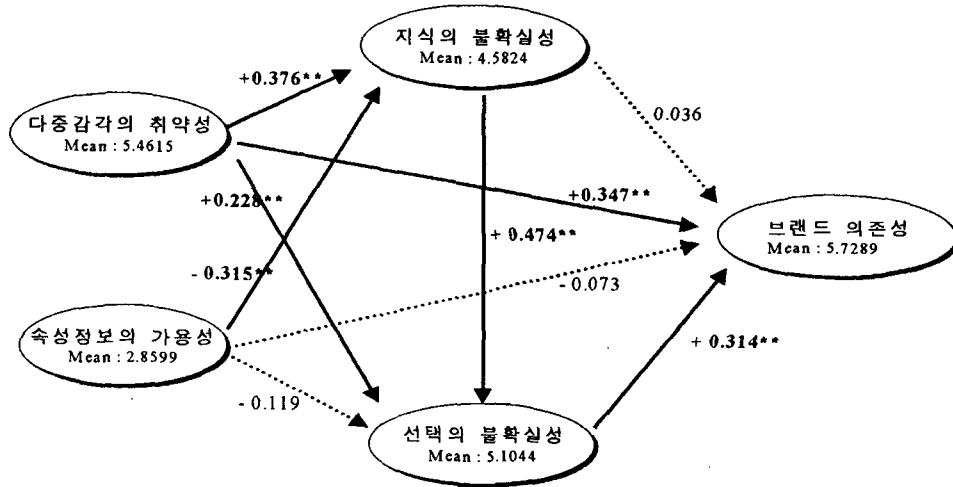 지식의 불확실성
Mean : 4.5824
+0.376**
0.036
다중감각의 취약성
Mean : 5.4615
+0.228**
+0.347**
브랜드 의존성
Mean : 5.7289
+ 0.474**
- 0.315**
- 0.073
속성정보의 가용성
Mean : 2.8599
+ 0.314**
- 0.119
선택의 불확실성
Mean : 5.1044